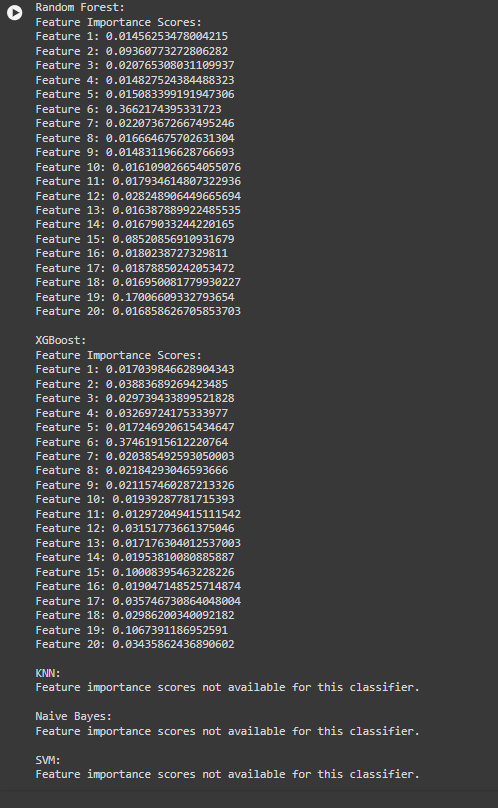 Random Forest:
Feature Importance Scores:
Feature 1: 0.01456253478004215
Feature 2: 0.09360773272806282
Feature 3: 0.020765308031109937
Feature 4: 0.014827524384488323
Feature 5: 0.015083399191947306
Feature 6: 0.3662174395331723
Feature 7: 0.022073672667495246
Feature 8: 0.016664675702631304
Feature 9: 0.014831196628766693
Feature 10: 0.016109026654055076
Feature 11: 0.017934614807322936
Feature 12: 0.028248906449665694
Feature 13: 0.016387889922485535
Feature 14: 0.01679033244220165
Feature 15: 0.08520856910931679
Feature 16: 0.0180238727329811
Feature 17: 0.01878850242053472
Feature 18: 0.016950081779930227
Feature 19: 0.17006609332793654
Feature 20: 0.016858626705853703
XGBoost:
Feature Importance Scores:
Feature 1: 0.017039846628904343
Feature 2: 0.03883689269423485
Feature 3: 0.029739433899521828
Feature 4: 0.03269724175333977
Feature 5: 0.017246920615434647
Feature 6: 0.37461915612220764
Feature 7: 0.020385492593050003
Feature 8: 0.02184293046593666
Feature 9: 0.021157460287213326
Feature 10: 0.01939287781715393
Feature 11: 0.012972049415111542
Feature 12: 0.03151773661375046
Feature 13: 0.017176304012537003
Feature 14: 0.01953810080885887
Feature 15: 0.10008395463228226
Feature 16: 0.019047148525714874
Feature 17: 0.035746730864048004
Feature 18: 0.02986200340092182
Feature 19: 0.1067391186952591
Feature 20: 0.03435862436890602
KNN:
Feature importance scores not available for this classifier.
Naive Bayes:
Feature importance scores not available for this classifier.
SVM:
Feature importance scores not available for this classifier.